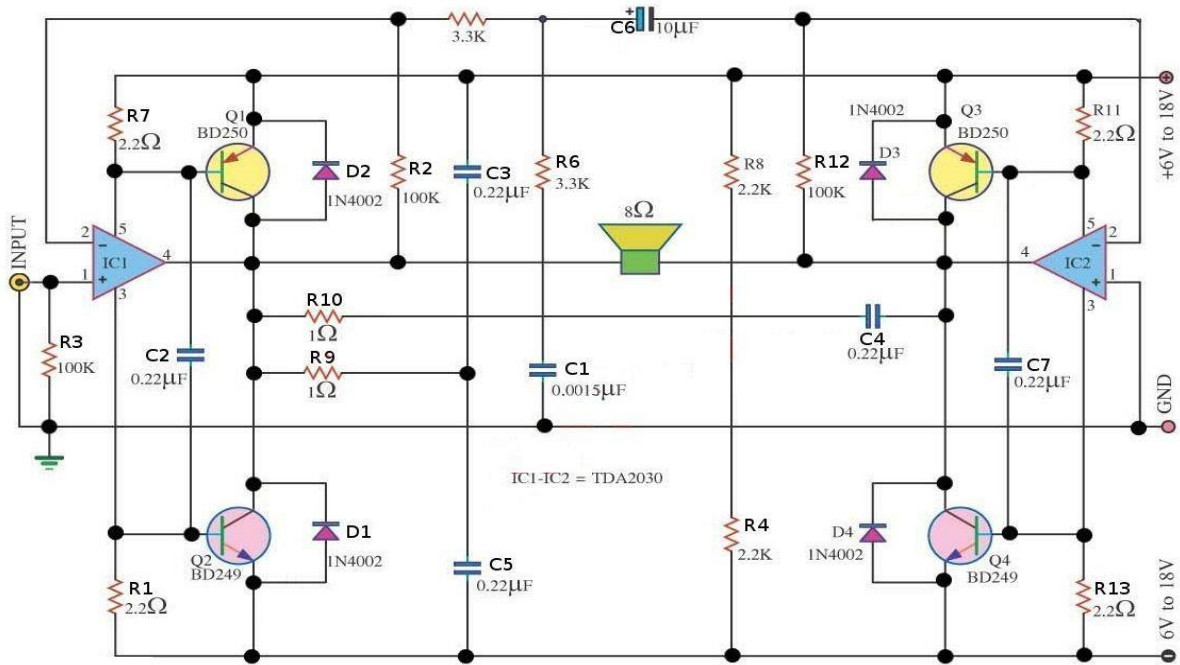 C6
+
10µF
3.3K
R7
2.2Ω
Q1
BD250
D2
1N4002
R2
100K
C3
0.22µF
R6
3.3K
R8
2.2K
R12
100K
1N4002
D3
Q3
BD250
R11
2.2Ω
+6V to 18V
+
INPUT
2
−
5
IC1
4
1
+
3
8Ω
5
2
−
4
IC2
+
1
3
R3
100K
C2
0.22µF
R10
1Ω
R9
1Ω
C1
0.0015µF
C4
0.22µF
C7
0.22µF
GND
IC1-IC2 = TDA2030
Q2
BD249
D1
1N4002
R1
2.2Ω
C5
0.22µF
R4
2.2K
D4
1N4002
Q4
BD249
R13
2.2Ω
6V to 18V
−